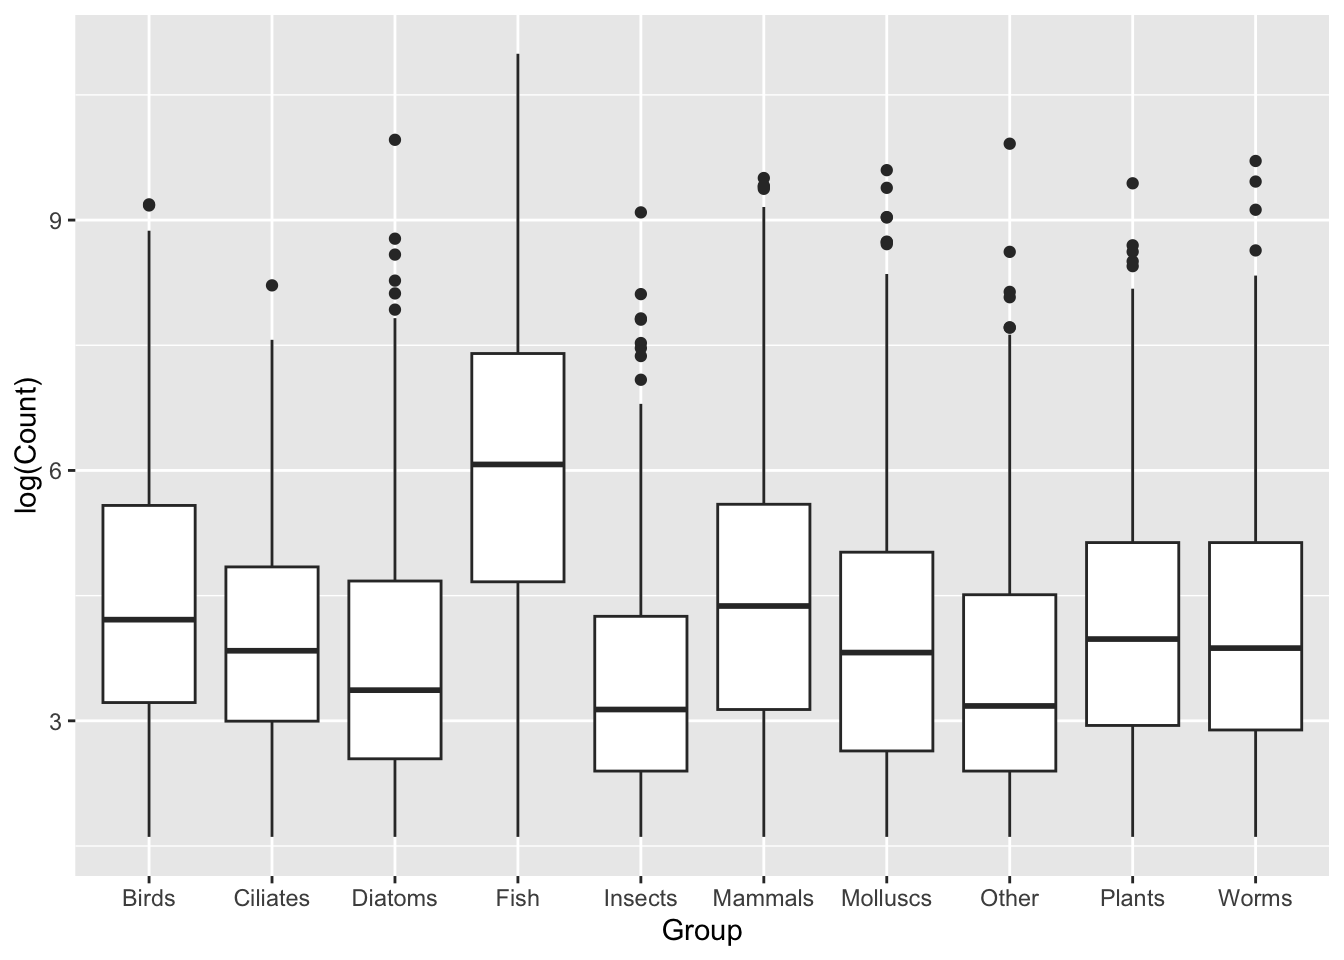 log(Count)
9
6
3
Birds Ciliates Diatoms Fish Insects Mammals Molluscs Other Plants Worms
Group